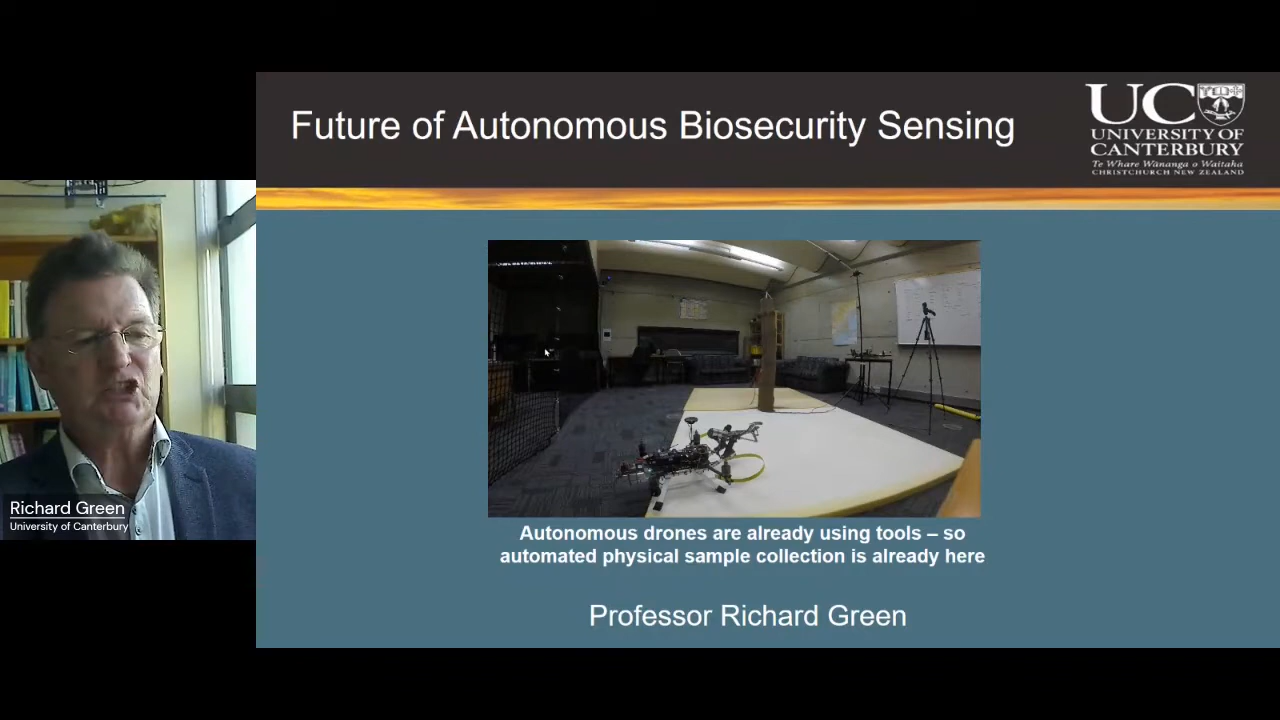 Future of Autonomous Biosecurity Sensing
UC
UNIVERSITY OF
CANTERBURY
Te Whare Wānanga o Waitaha
CHRISTCHURCH NEW ZEALAND
Richard Green
University of Canterbury
Autonomous drones are already using tools – so
automated physical sample collection is already here
Professor Richard Green